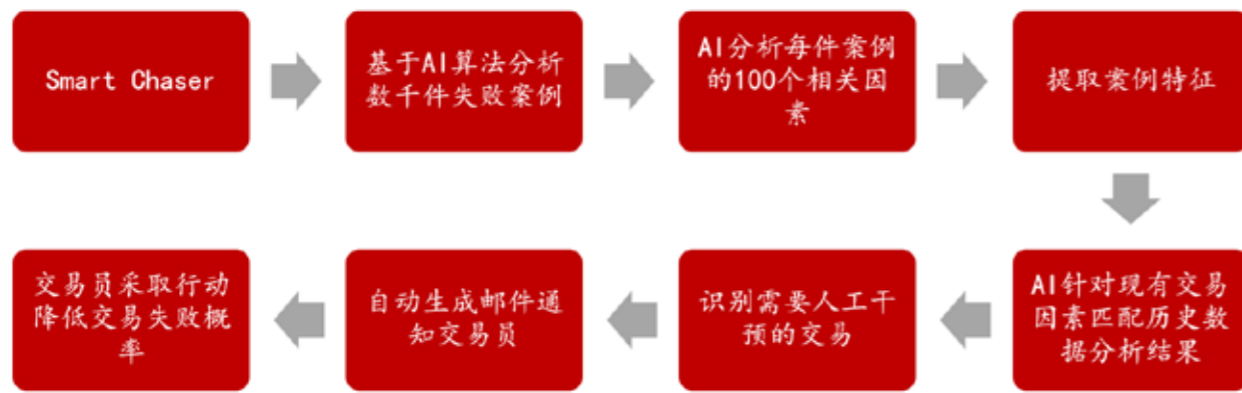 Smart Chaser
基于AI算法分析
数千件失败案例
AI分析每件案例
的100个相关因
素
提取案例特征
AI针对现有交易
因素匹配历史数
据分析结果
识别需要人工干
预的交易
自动生成邮件通
知交易员
交易员采取行动
降低交易失败概
率